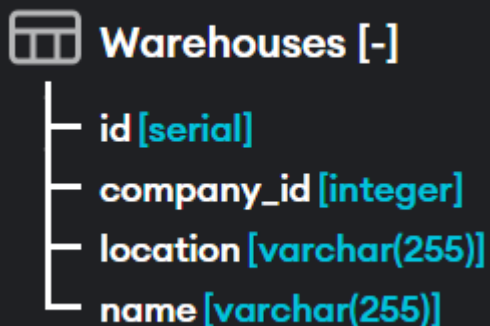 Warehouses [-]
id [serial]
company_id [integer]
location [varchar(255)]
name [varchar(255)]